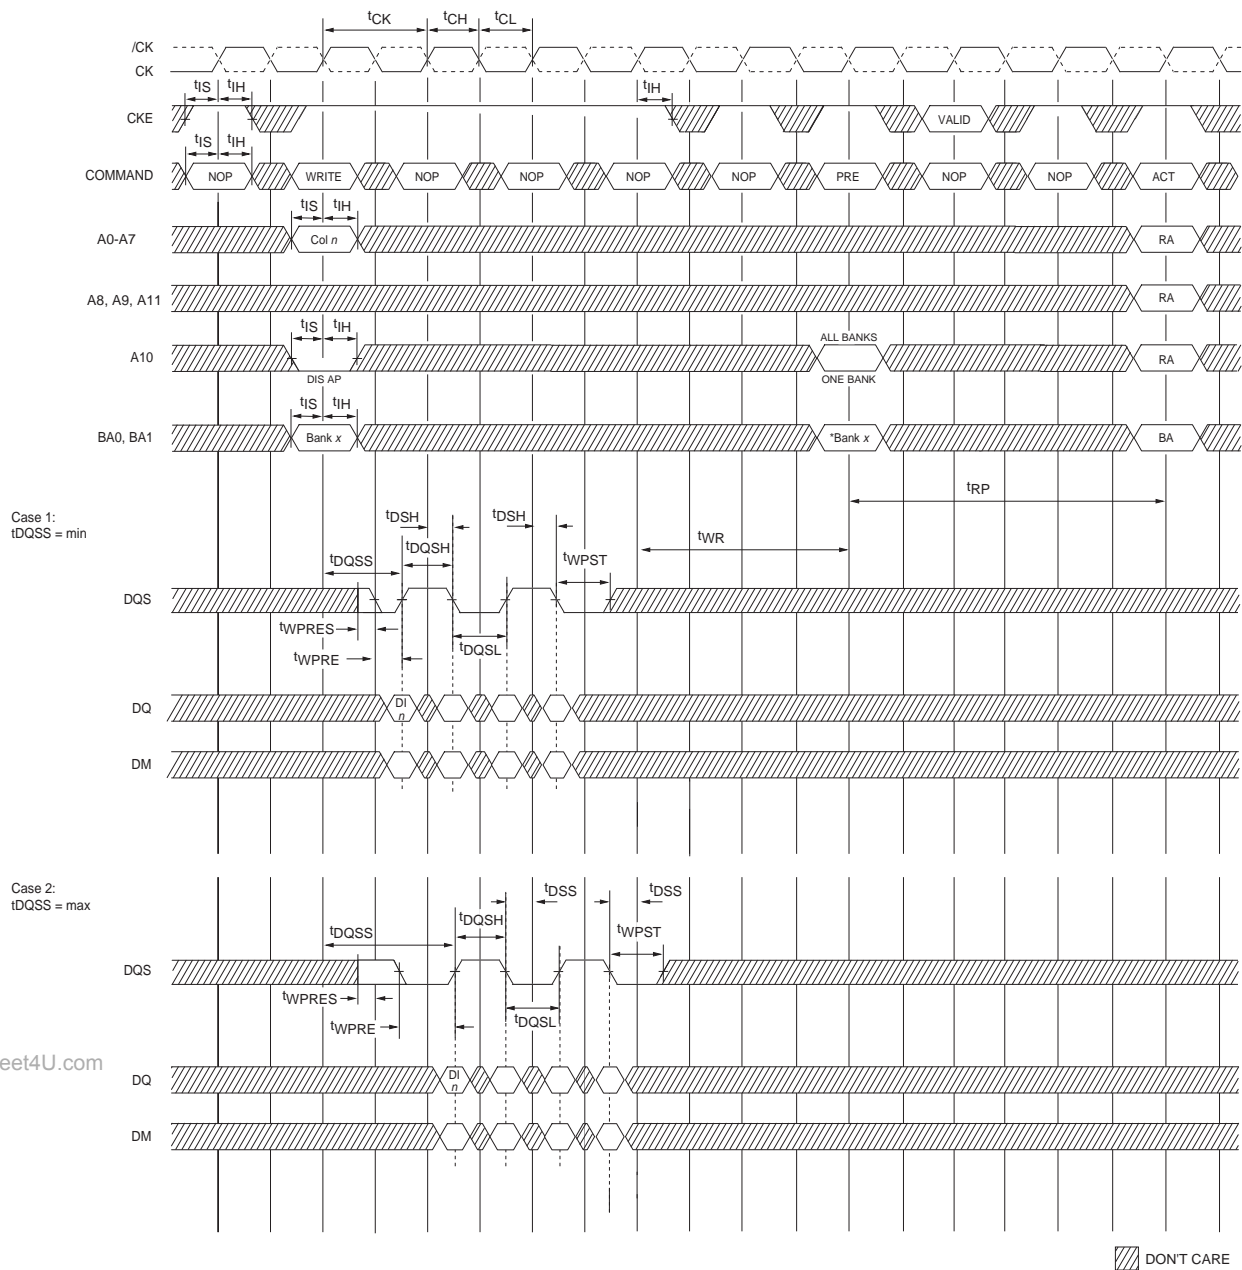 tCK tCH tCL
/CK
CK
tIS tIH tIH
CKE VALID
tIS tIH
COMMAND NOP WRITE NOP NOP NOP NOP PRE NOP NOP ACT
tIS tIH
A0-A7 Col n RA
A8, A9, A11 RA
tIS tIH ALL BANKS
A10 RA
DIS AP ONE BANK
tIS tIH
BA0, BA1 Bank x *Bank x BA
tRP
Case 1:
tDQSS = min
tDSH tDSH
tDQSH tWR
tDQSS tWPST
DQS
tWPRES
tDQSL
tWPRE
DQ DI
n
DM
Case 2:
tDQSS = max
tDSS tDSS
tDQSH
tDQSS tWPST
DQS
tWPRES
tDQSL
tWPRE
eet4U.com
DQ DI
n
DM
DON'T CARE